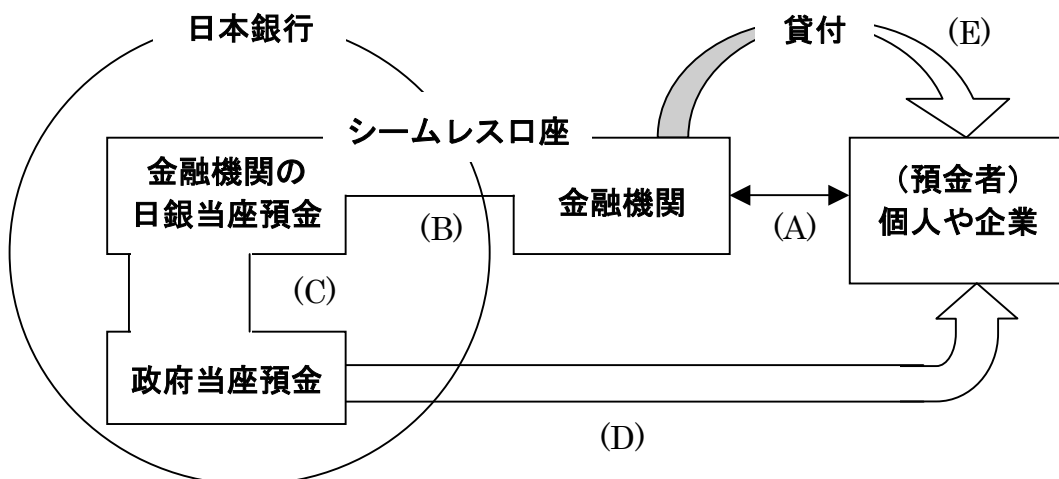 日本銀行
貸付
(E)
シームレス口座
金融機関の
日銀当座預金
金融機関
(預金者)
個人や企業
(A)
(B)
(C)
政府当座預金
(D)